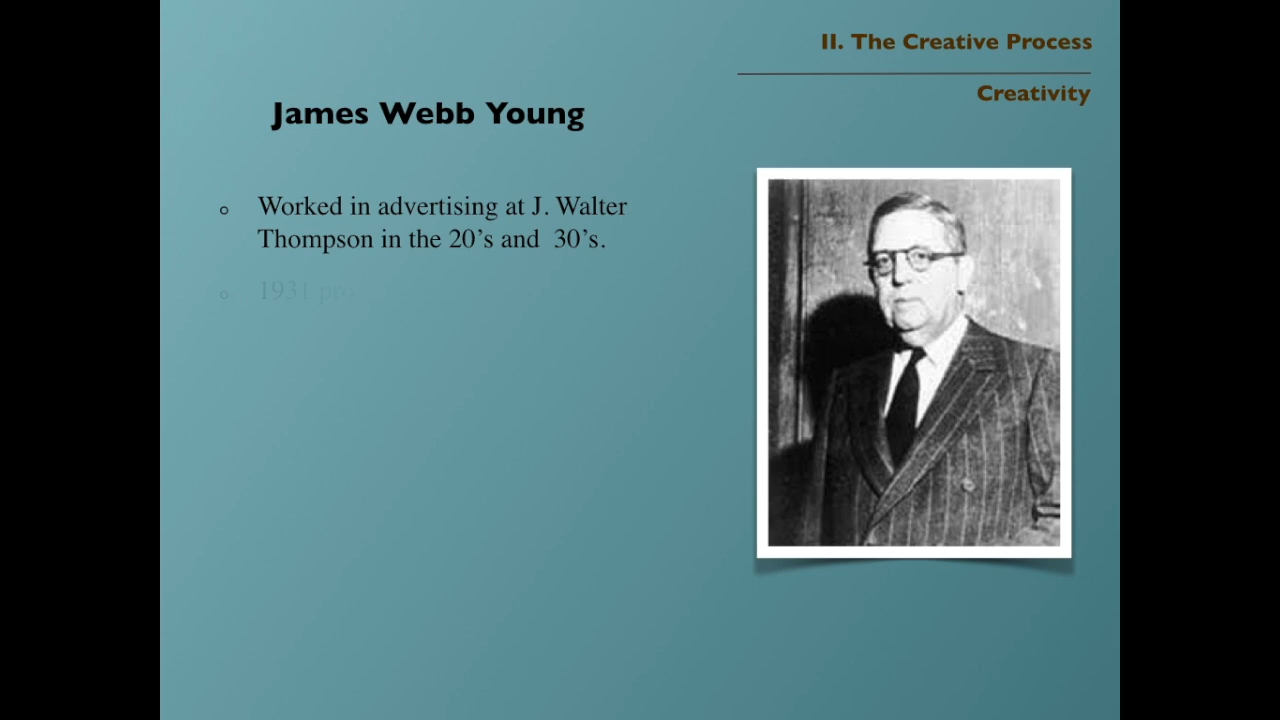 II. The Creative Process
Creativity
James Webb Young
Worked in advertising at J. Walter
Thompson in the 20’s and 30’s.
1931